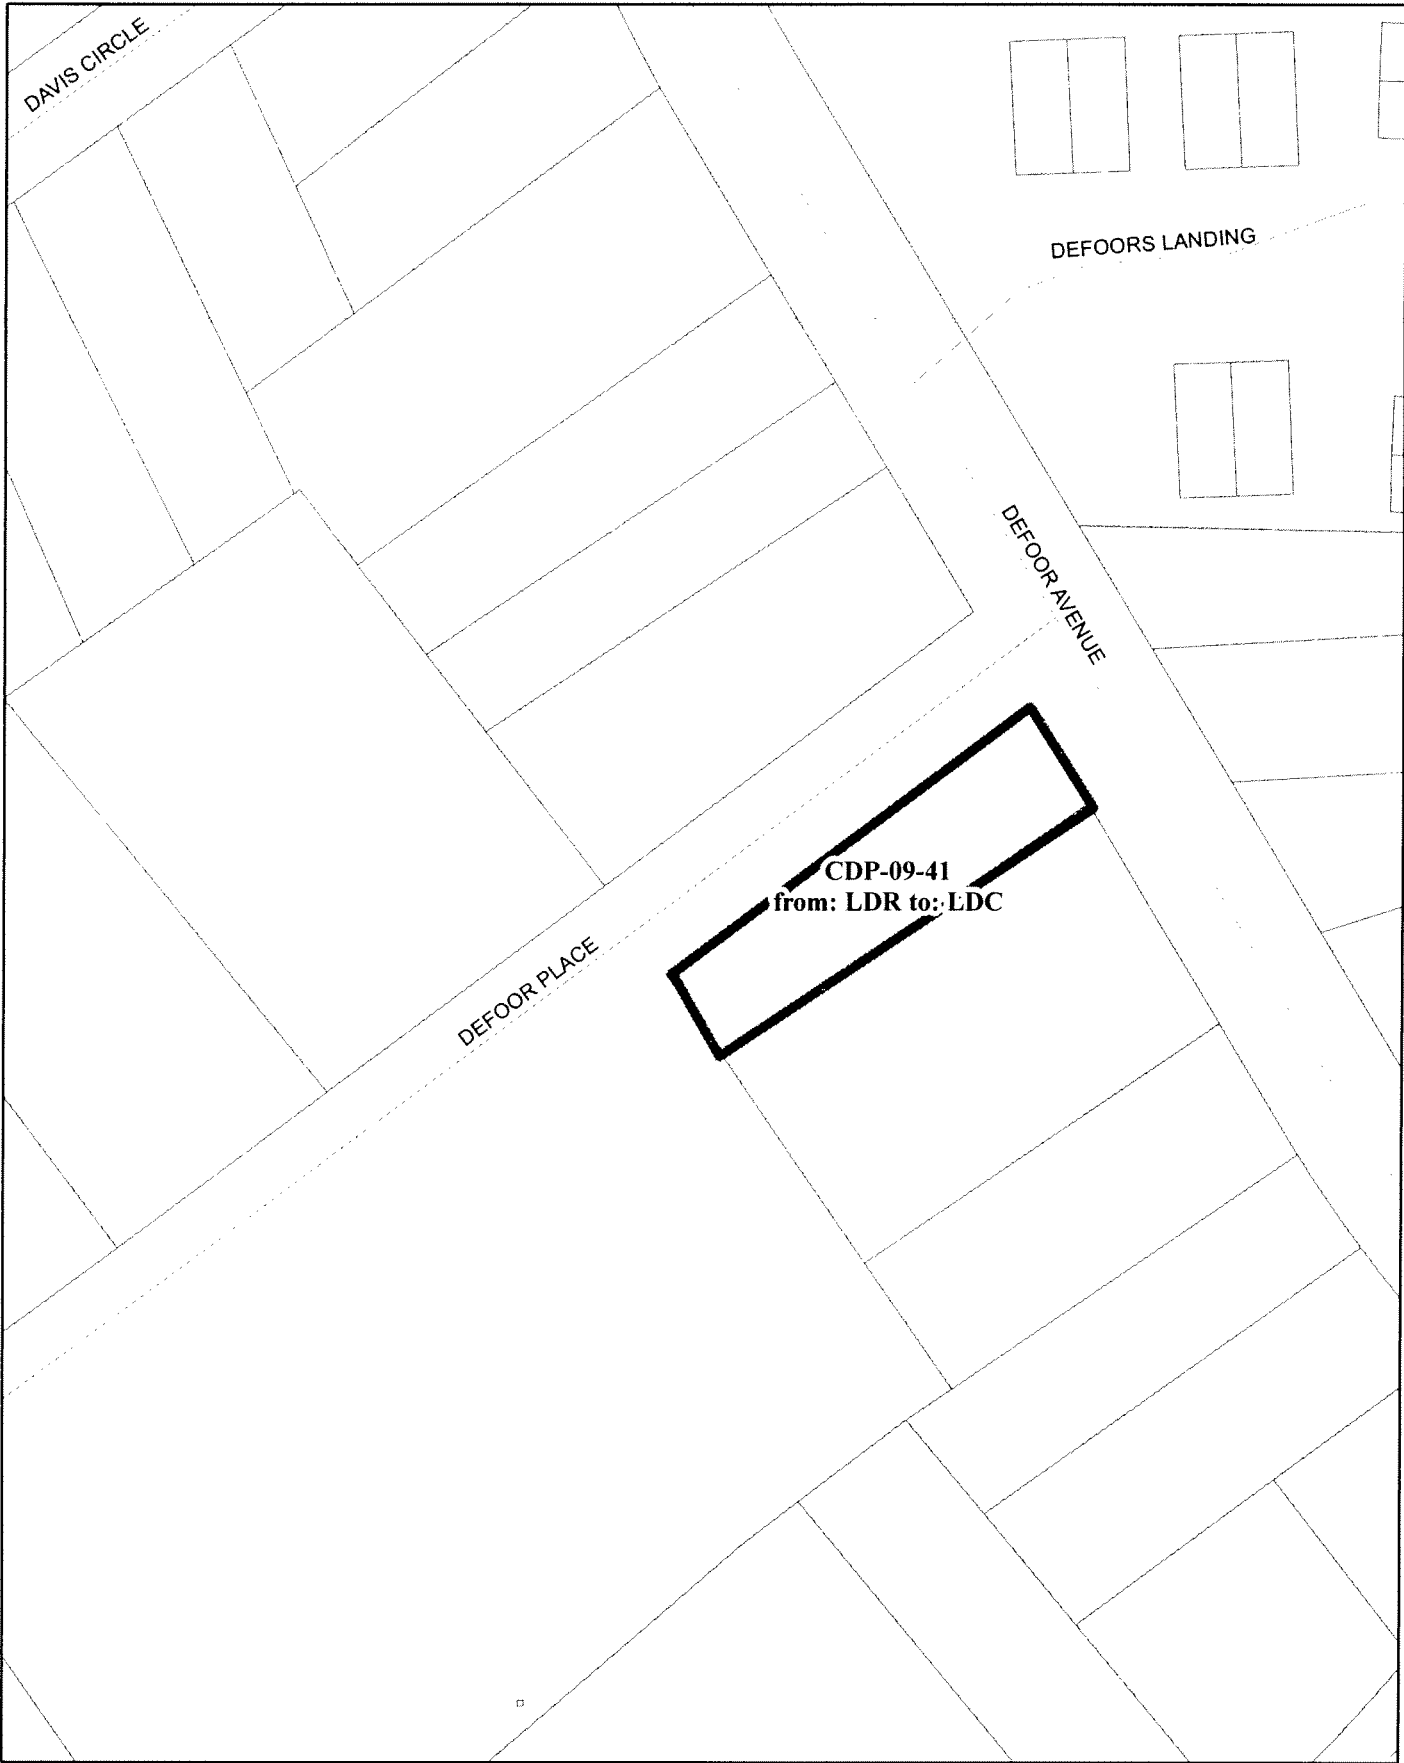 DAVIS CIRCLE
DEFOORS LANDING
DEFOOR AVENUE
CDP-09-41
from: LDR to: LDC
DEFOOR PLACE